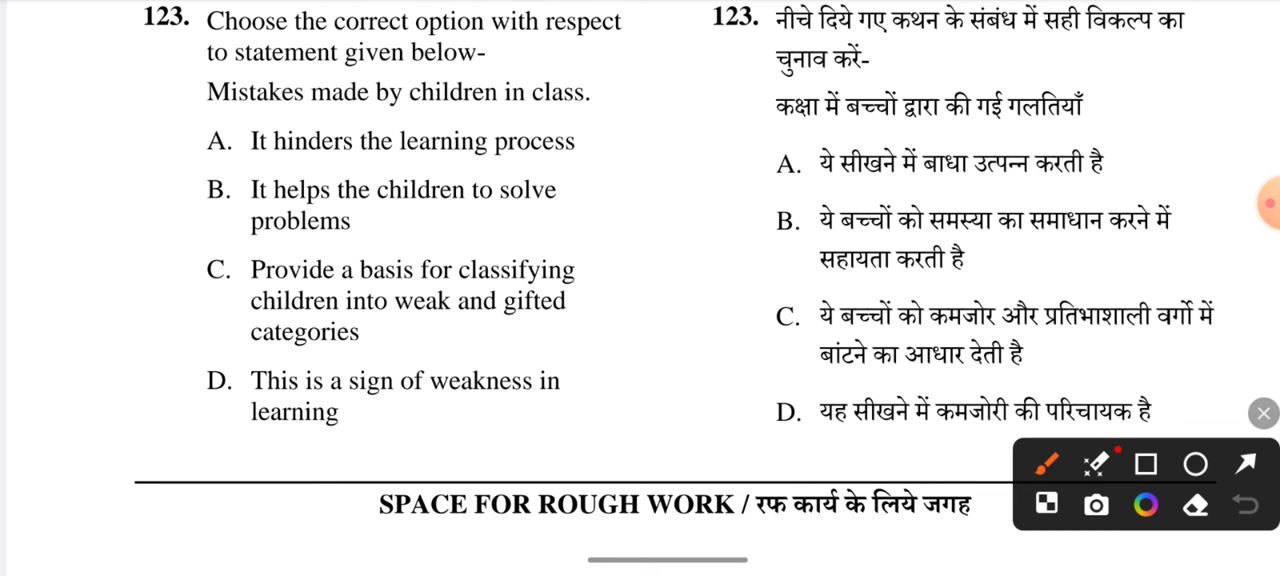 123. Choose the correct option with respect
to statement given below-
Mistakes made by children in class.
A. It hinders the learning process
B. It helps the children to solve
problems
C. Provide a basis for classifying
children into weak and gifted
categories
D. This is a sign of weakness in
learning
123. नीचे दिये गए कथन के संबंध में सही विकल्प का
चुनाव करें-
कक्षा में बच्चों द्वारा की गई गलतियाँ
A. ये सीखने में बाधा उत्पन्न करती है
B. ये बच्चों को समस्या का समाधान करने में
सहायता करती है
C. ये बच्चों को कमजोर और प्रतिभाशाली वर्गो में
बांटने का आधार देती है
D. यह सीखने में कमजोरी की परिचायक है
SPACE FOR ROUGH WORK / रफ कार्य के लिये जगह